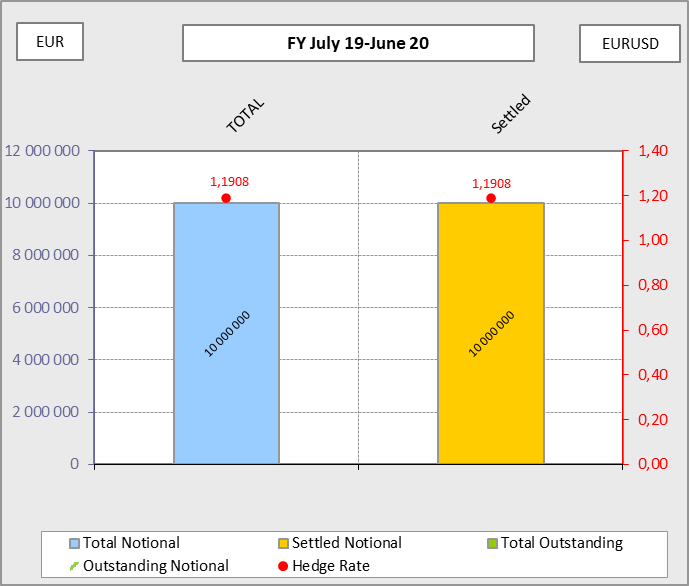 EUR
FY July 19-June 20
EURUSD
TOTAL
Settled
12 000 000
10 000 000
8 000 000
6 000 000
4 000 000
2 000 000
0
1,1908
1,1908
10 000 000
10 000 000
1,40
1,20
1,00
0,80
0,60
0,40
0,20
0,00
Total Notional
Settled Notional
Total Outstanding
Outstanding Notional
Hedge Rate